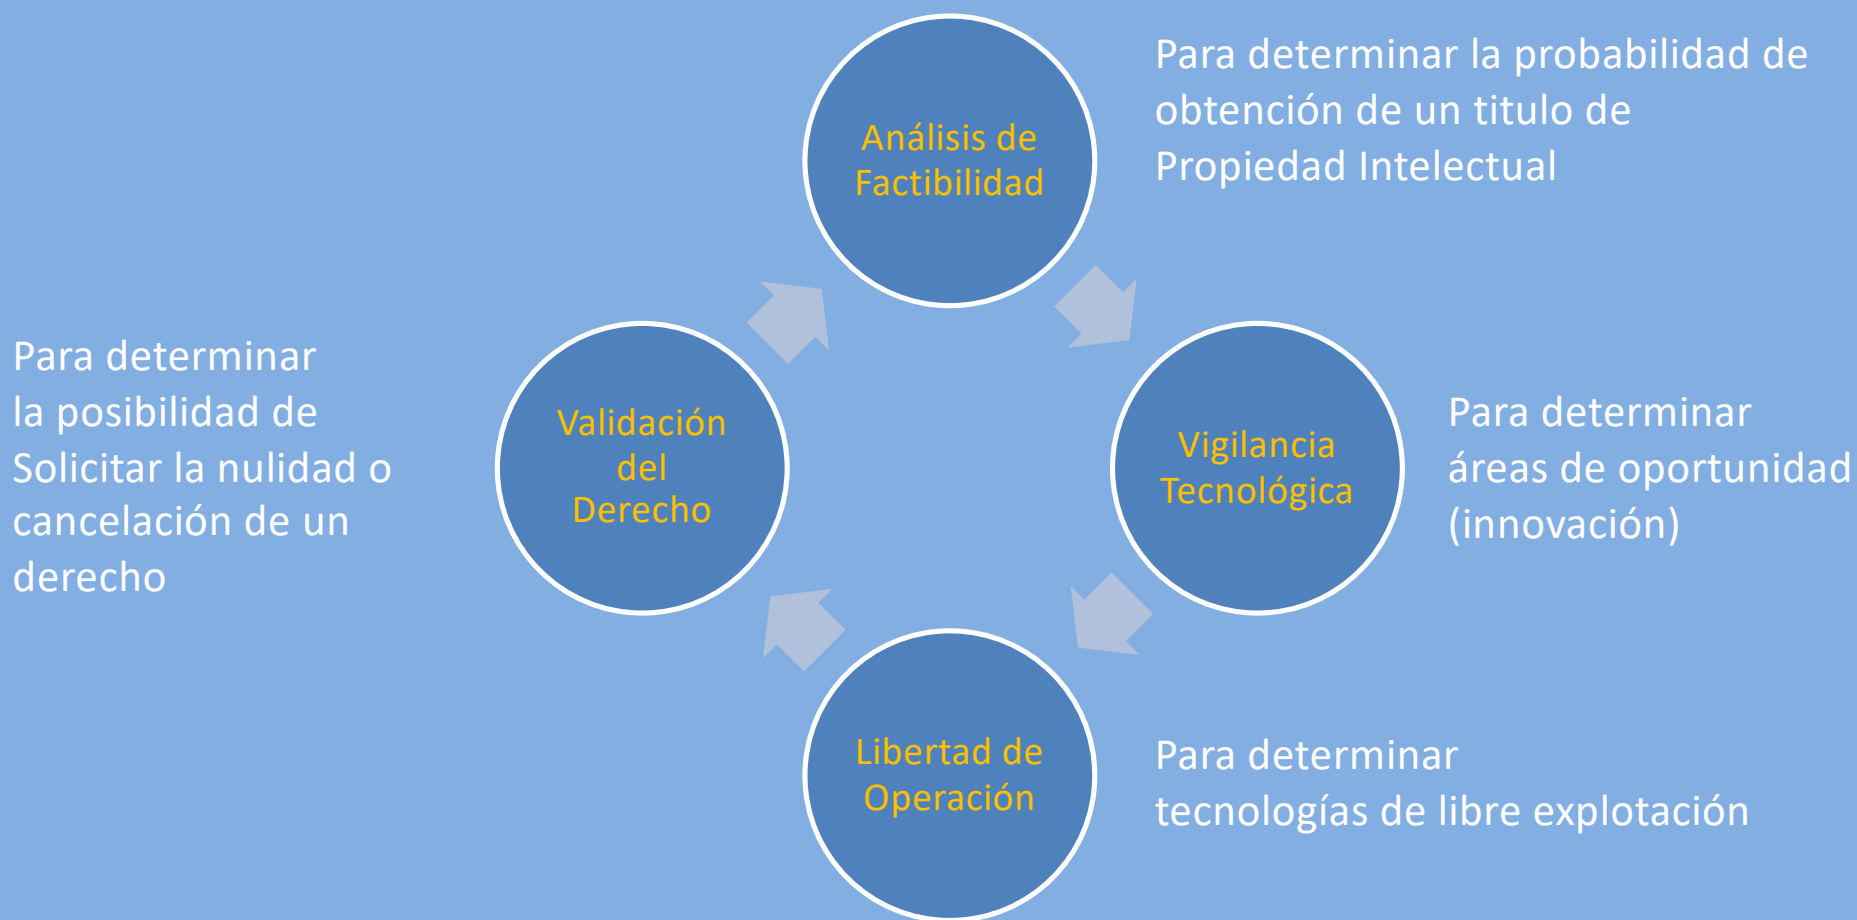 Análisis de
Factibilidad
Para determinar la probabilidad de
obtención de un titulo de
Propiedad Intelectual
Vigilancia
Tecnológica
Para determinar
áreas de oportunidad
(innovación)
Libertad de
Operación
Para determinar
tecnologías de libre explotación
Validación
del
Derecho
Para determinar
la posibilidad de
Solicitar la nulidad o
cancelación de un
derecho